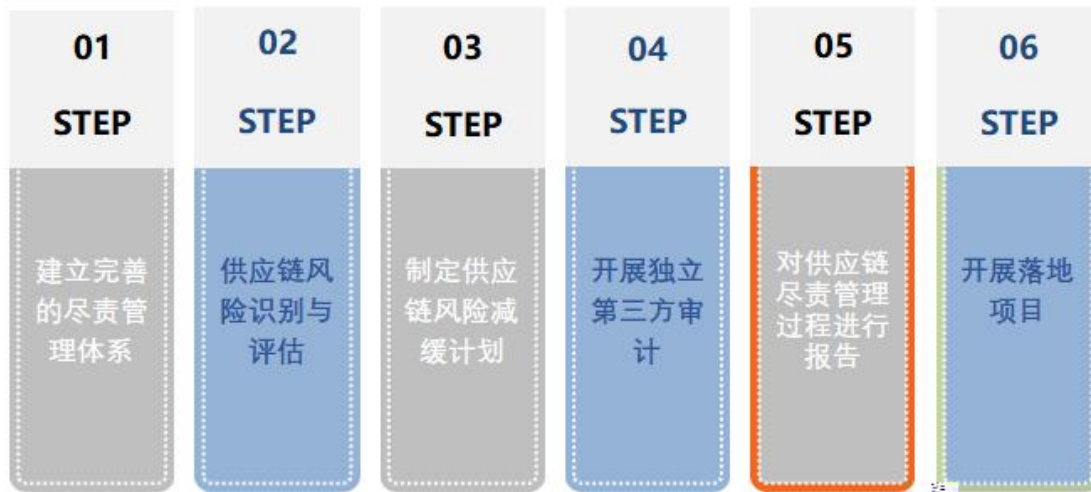 01
STEP
建立完善
的尽责管
理体系
02
STEP
供应链风
险识别与
评估
03
STEP
制定供应
链风险减
缓计划
04
STEP
开展独立
第三方审
计
05
STEP
对供应链
尽责管理
过程进行
报告
06
STEP
开展落地
项目